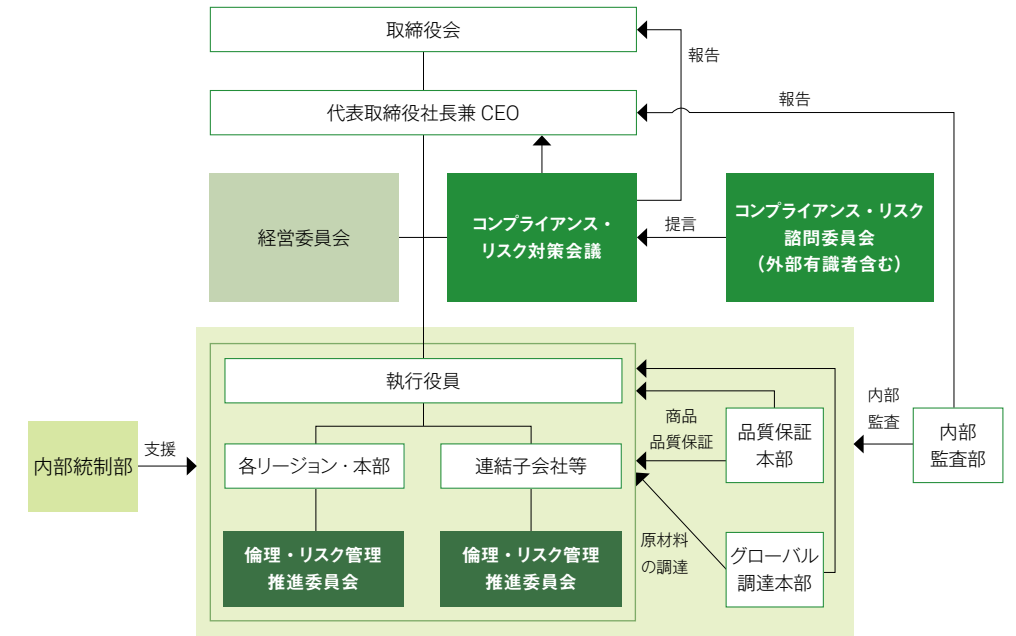 取締役会
報告
代表取締役社長兼 CEO
報告
経営委員会
コンプライアンス・
リスク対策会議
提言
コンプライアンス・リスク
諮問委員会
（外部有識者含む）
執行役員
内部統制部
支援
各リージョン・本部
連結子会社等
商品
品質保証
品質保証
本部
内部
監査
内部
監査部
倫理・リスク管理
推進委員会
倫理・リスク管理
推進委員会
原材料
の調達
グローバル
調達本部